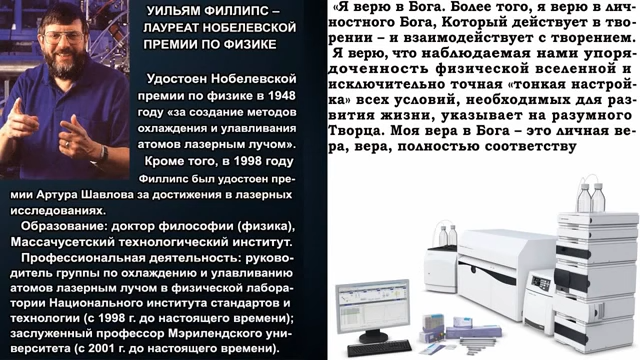 УИЛЬЯМ ФИЛЛИПС –
ЛАУРЕАТ НОБЕЛЕВСКОЙ
ПРЕМИИ ПО ФИЗИКЕ
Удостоен Нобелевской
премии по физике в 1948
году «за создание методов
охлаждения и улавливания
атомов лазерным лучом».
Кроме того, в 1998 году
Филлипс был удостоен пре-
мии Артура Шавлова за достижения в лазерных
исследованиях.
Образование: доктор философии (физика),
Массачусетский технологический институт.
Профессиональная деятельность: руково-
дитель группы по охлаждению и улавливанию
атомов лазерным лучом в физической лабора-
тории Национального института стандартов и
технологии (с 1998 г. до настоящего времени);
заслуженный профессор Мэрилендского уни-
верситета (с 2001 г. до настоящего времени).
«Я верю в Бога. Более того, я верю в лич-
ностного Бога, Который действует в тво-
рении – и взаимодействует с творением.
Я верю, что наблюдаемая нами упоря-
доченность физической вселенной и
исключительно точная «тонкая настрой-
ка» всех условий, необходимых для раз-
вития жизни, указывает на разумного
Творца. Моя вера в Бога – это личная ве-
ра, вера, полностью соответству